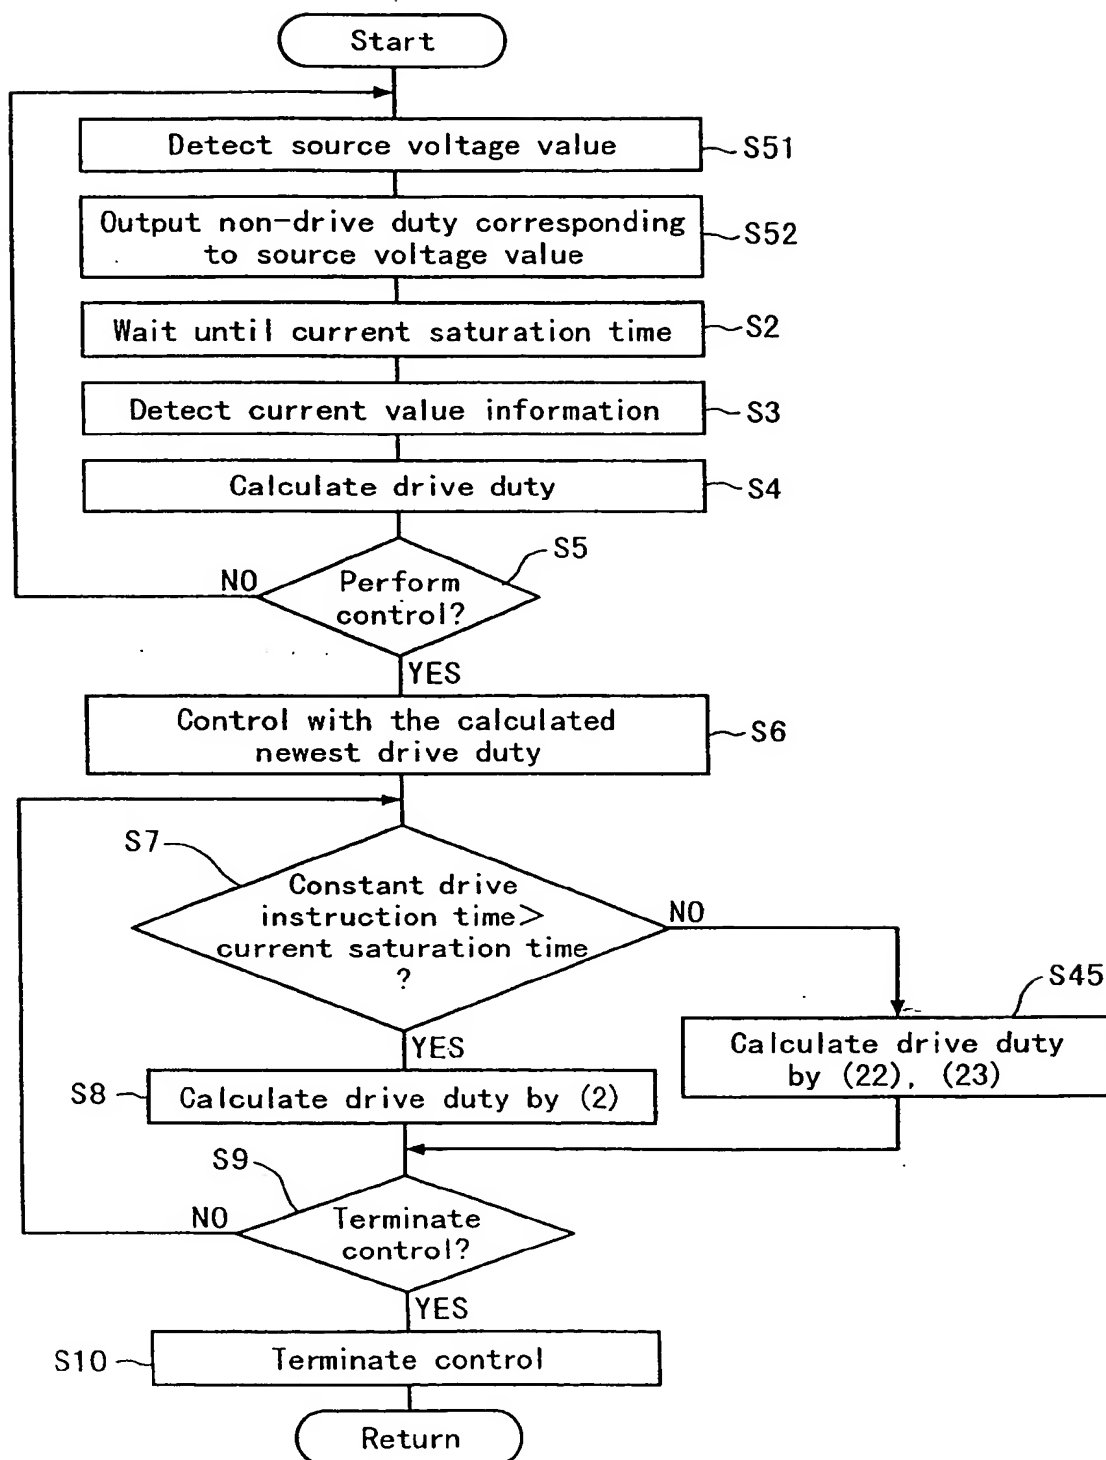 Start
Detect source voltage value
S51
Output non-drive duty corresponding
to source voltage value
S52
Wait until current saturation time
S2
Detect current value information
S3
Calculate drive duty
S4
S5
NO
Perform
control?
YES
Control with the calculated
newest drive duty
S6
S7
Constant drive
instruction time>
current saturation time
?
NO
S45
YES
Calculate drive duty
by (22), (23)
S8
Calculate drive duty by (2)
S9
NO
Terminate
control?
YES
S10
Terminate control
Return